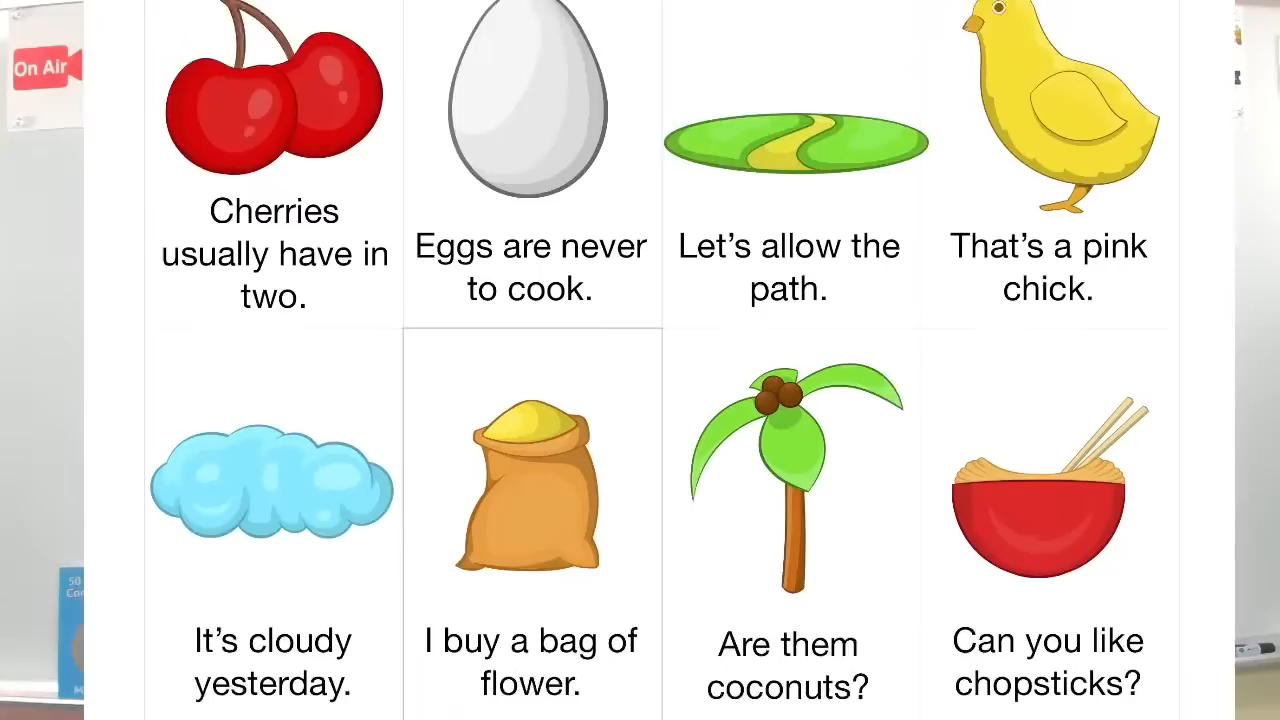 On Air
Cherries
usually have in
two.
Eggs are never
to cook.
Let's allow the
path.
That's a pink
chick.
It's cloudy
yesterday.
I buy a bag of
flower.
Are them
coconuts?
Can you like
chopsticks?
50